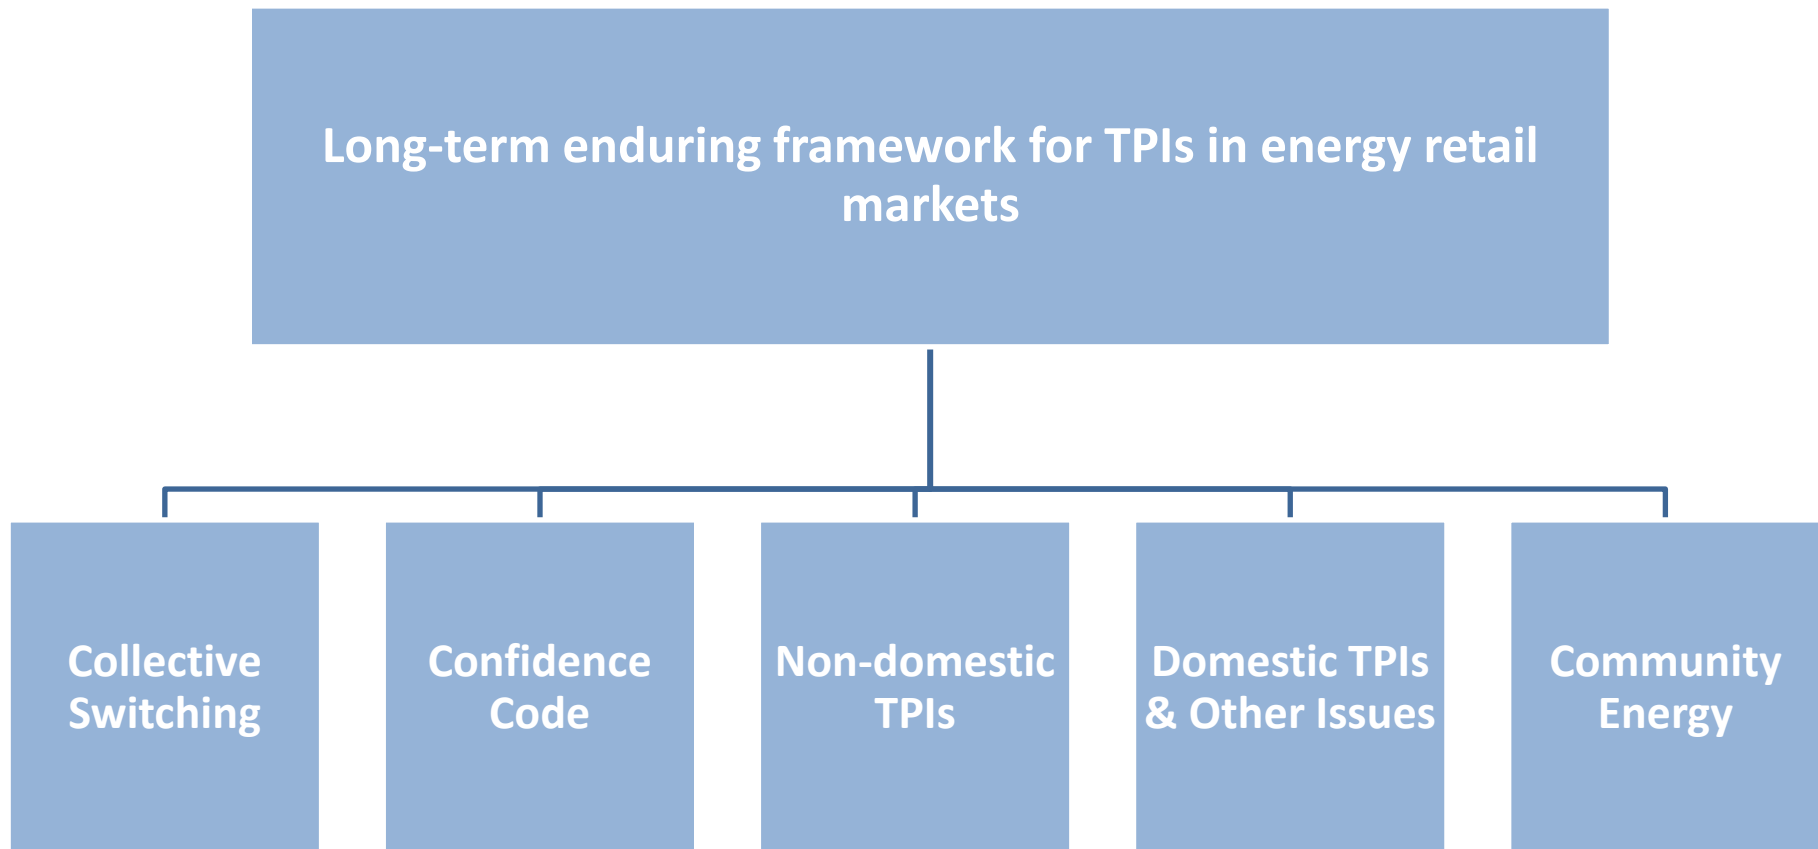 Long-term enduring framework for TPIs in energy retail
markets
Collective
Switching
Confidence
Code
Non-domestic
TPIs
Domestic TPIs
& Other Issues
Community
Energy